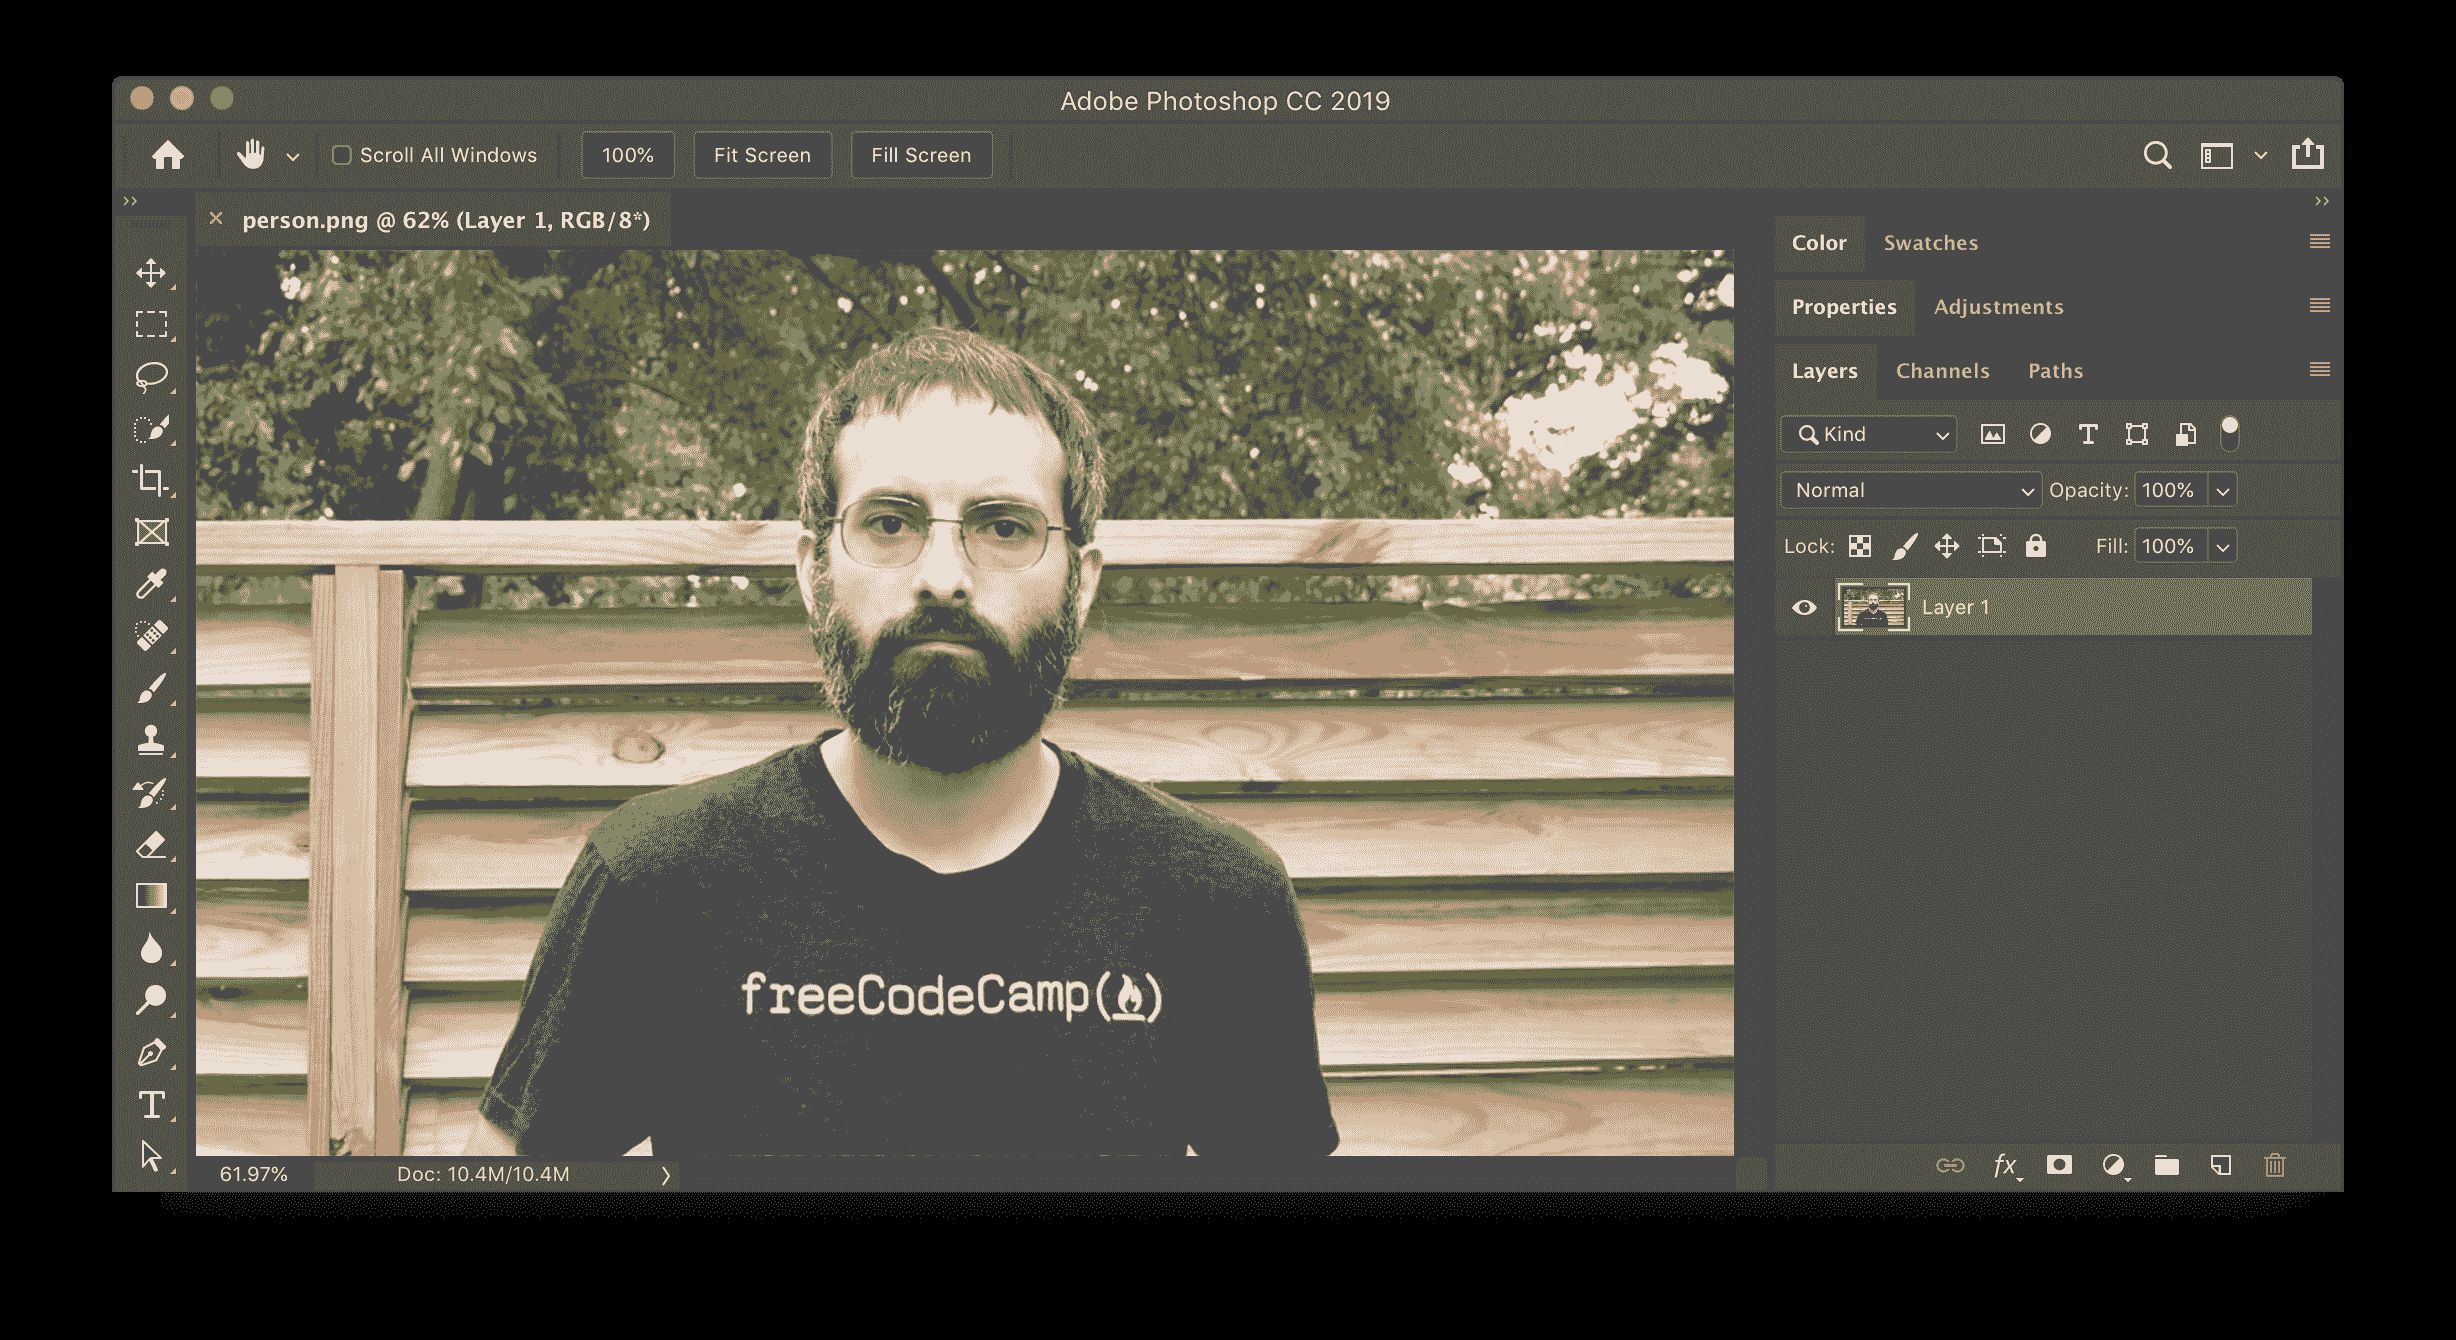 Adobe Photoshop CC 2019
Scroll All Windows
100%
Fit Screen
Fill Screen
person.png @ 62% (Layer 1, RGB/8*)
Color
Swatches
Properties
Adjustments
Layers
Channels
Paths
Kind
Normal
Opacity: 100%
Lock:
Fill: 100%
Layer 1
freeCodeCamp(🔥)
61.97%
Doc: 10.4M/10.4M
fx